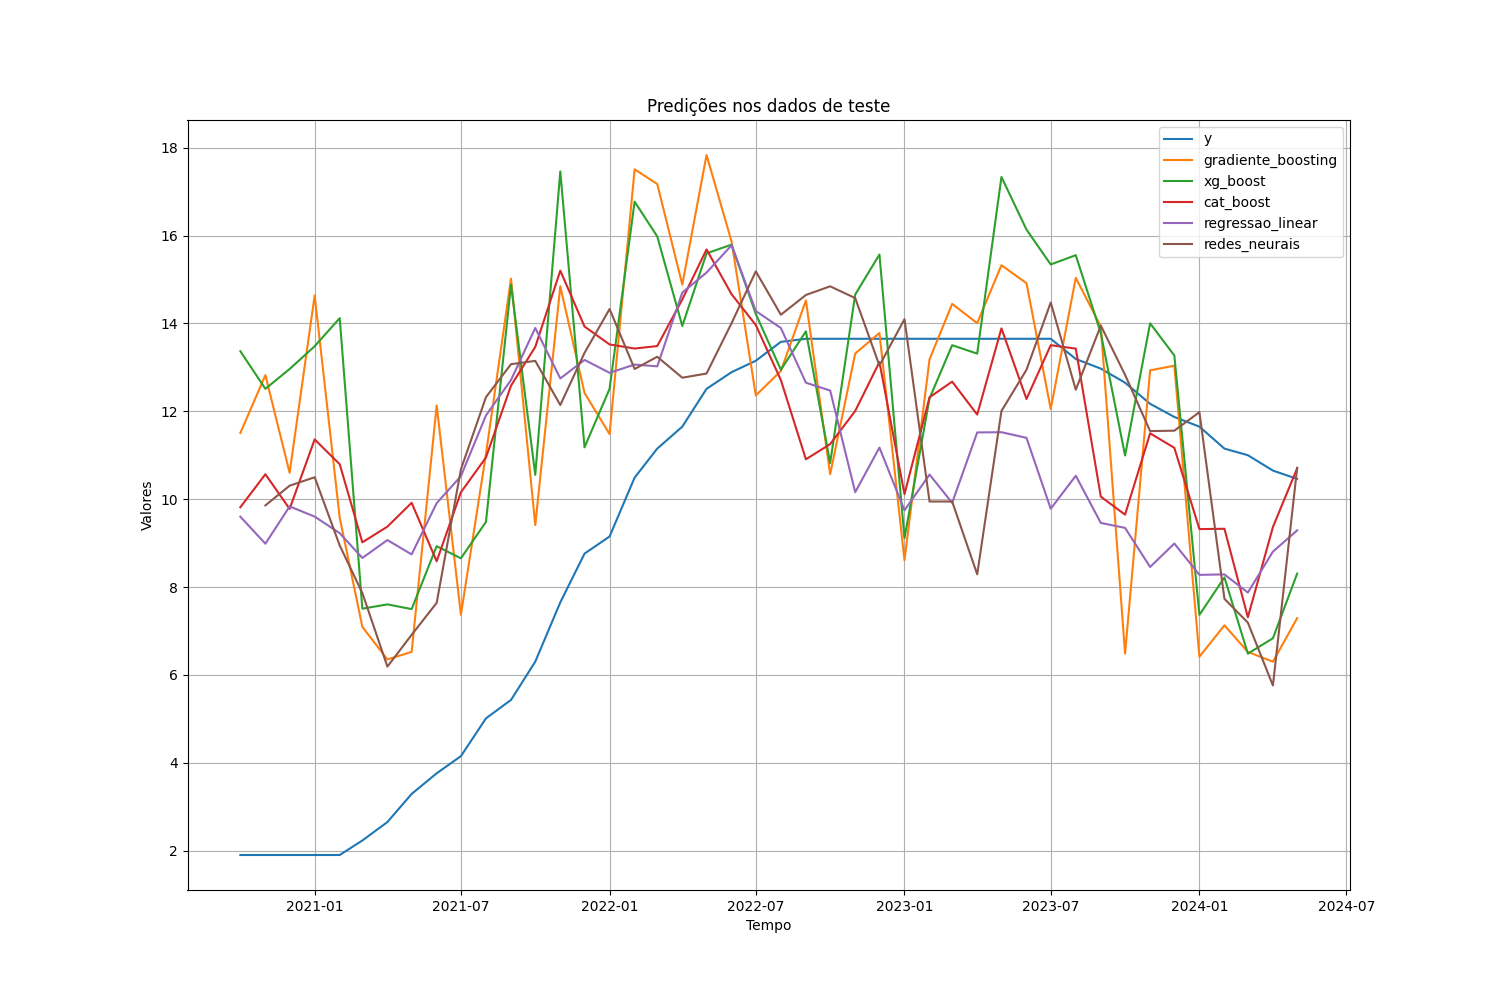 Predições nos dados de teste
y
gradiente_boosting
xg_boost
cat_boost
regressao_linear
redes_neurais
Valores
18
16
14
12
10
8
6
4
2
2021-01 2021-07 2022-01 2022-07 2023-01 2023-07 2024-01 2024-07
Tempo